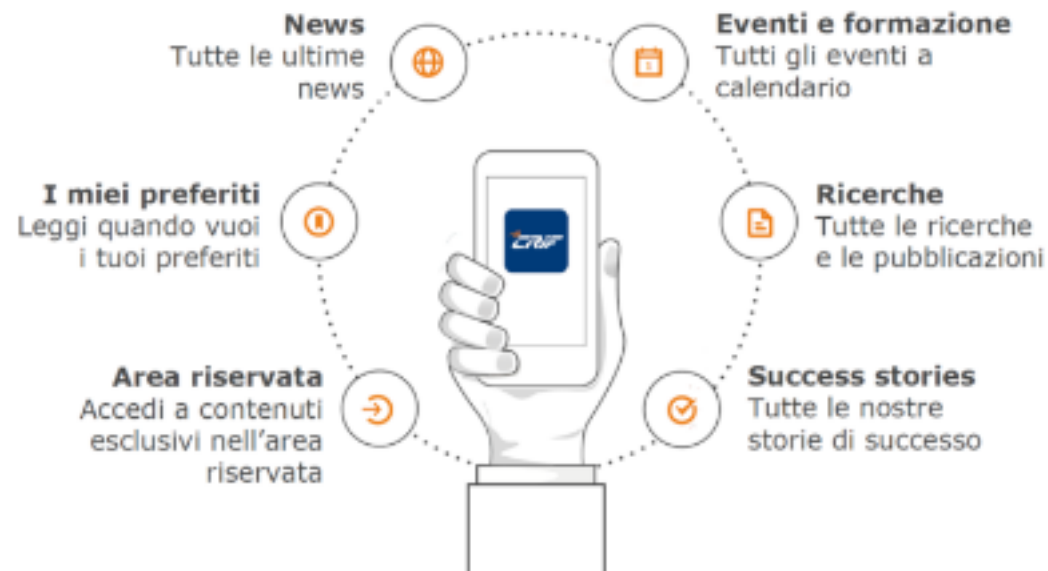 News
Tutte le ultime
news
Eventi e formazione
Tutti gli eventi a
calendario
I miei preferiti
Leggi quando vuoi
i tuoi preferiti
CRIF
Ricerche
Tutte le ricerche
e le pubblicazioni
Area riservata
Accedi a contenuti
esclusivi nell'area
riservata
Success stories
Tutte le nostre
storie di successo